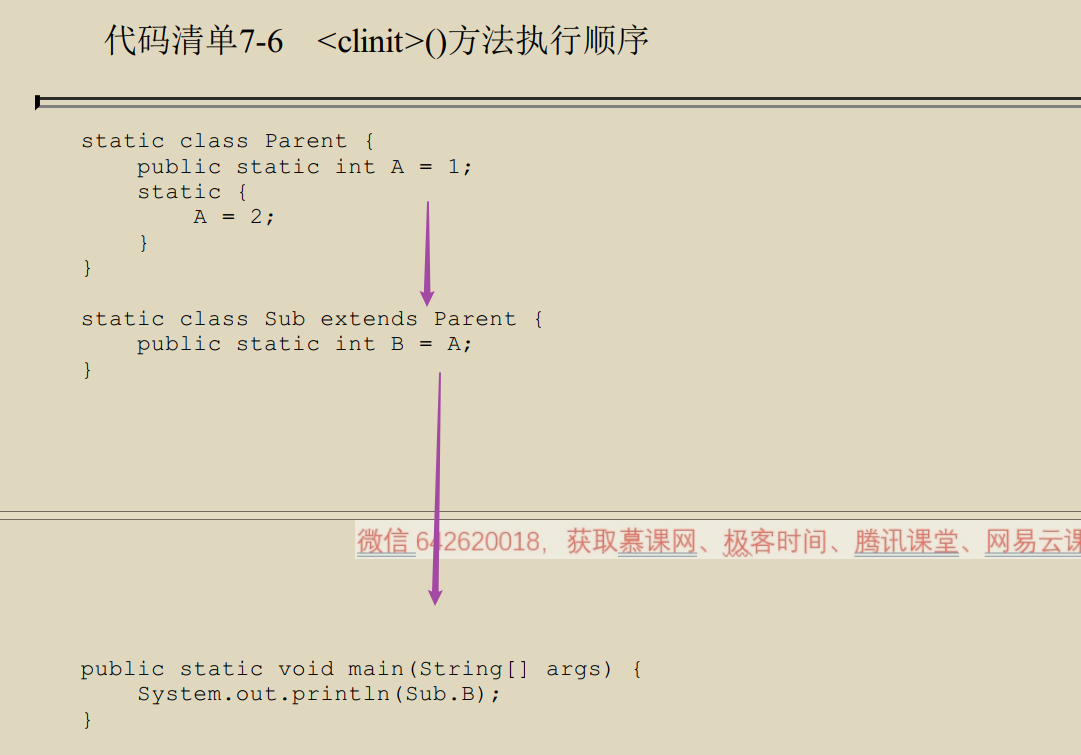 代码清单7-6 <clinit>()方法执行顺序
static class Parent {
public static int A = 1;
static {
A = 2;
}
}
static class Sub extends Parent {
public static int B = A;
}
微信 642620018, 获取慕课网、极客时间、腾讯课堂、网易云课
public static void main(String[] args) {
System.out.println(Sub.B);
}